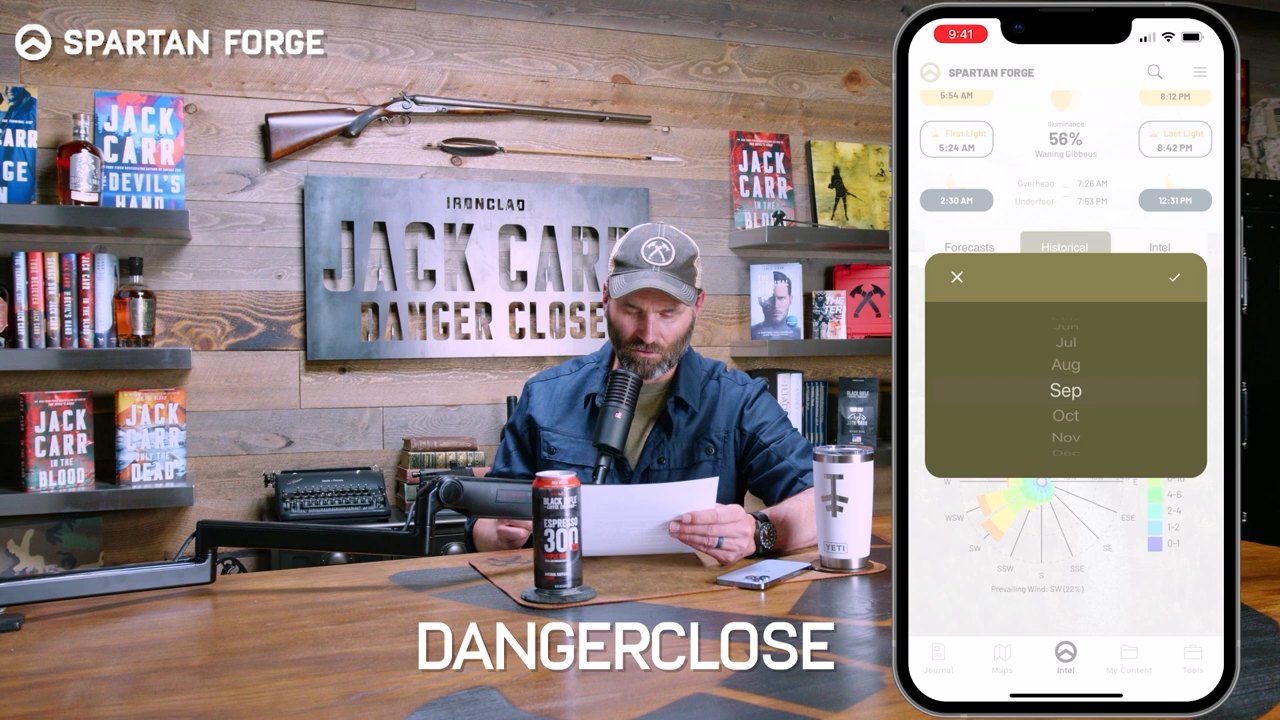 SPARTAN FORGE
JACK
CARR
DEVIL'S
HAND
JACK
CARR
IN THE
BLOOD
ONLY THE
DEAD
IRONCLAD
JACK CARR
DANGER CLOSE
JACK
CARR
IN THE
BLACK RIFLE
ESPRESSO
300
YETI
DANGERCLOSE
9:41
SPARTAN FORGE
5:54 AM
8:12 PM
First Light
5:24 AM
Illuminance
56%
Waning Gibbous
Last Light
8:42 PM
Overhead
7:26 AM
Underfoot
7:53 PM
2:30 AM
12:31 PM
Forecasts
Historical
Intel
Jun
Jul
Aug
Sep
Oct
Nov
Dec
W
E
WSW
ESE
SW
SE
SSW
SSE
S
4-6
2-4
1-2
0-1
Prevailing Wind: SW (22%)
Journal
Maps
Intel
My Content
Tools